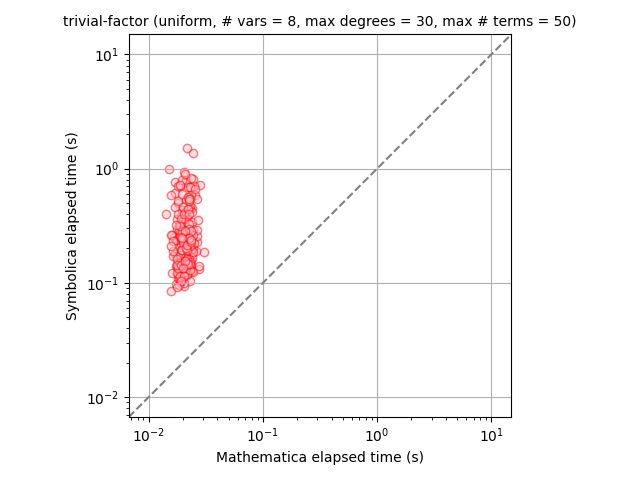 trivial-factor (uniform, # vars = 8, max degrees = 30, max # terms = 50)
Symbolica elapsed time (s)
10¹
10⁰
10⁻¹
10⁻²
10⁻² 10⁻¹ 10⁰ 10¹
Mathematica elapsed time (s)